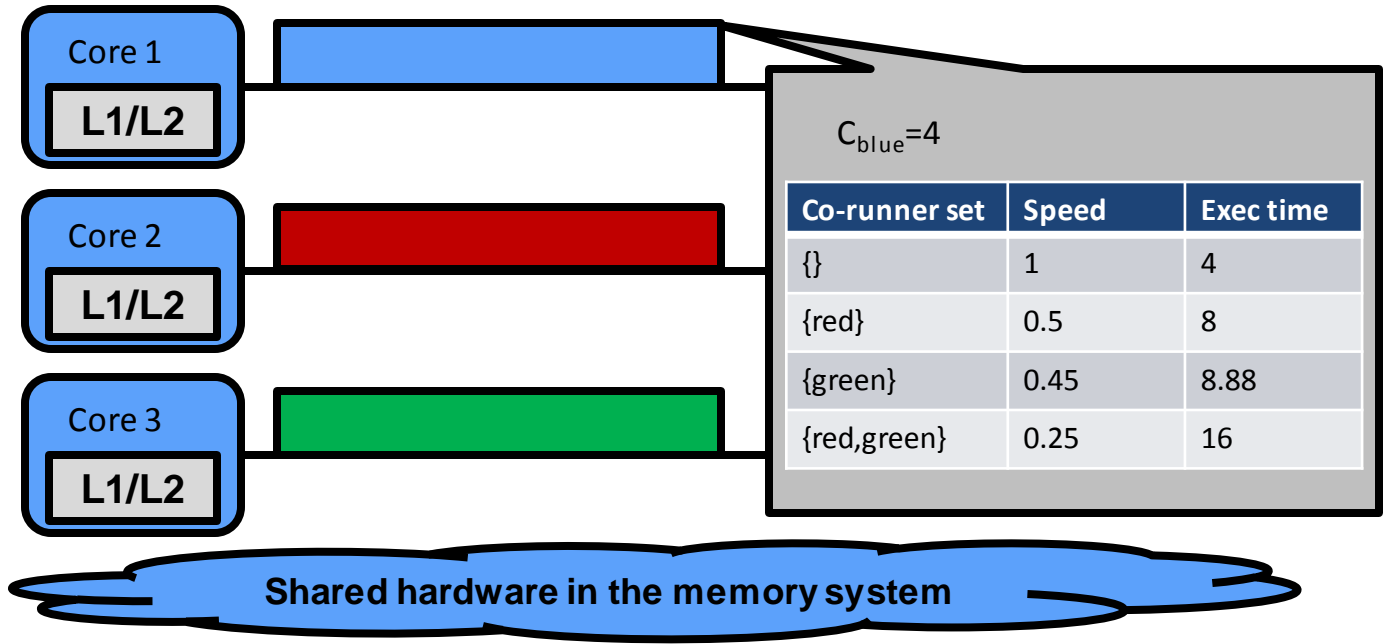 Core 1
L1/L2
Core 2
L1/L2
Core 3
L1/L2
C_blue=4
Co-runner set Speed Exec time
{} 1 4
{red} 0.5 8
{green} 0.45 8.88
{red,green} 0.25 16
Shared hardware in the memory system